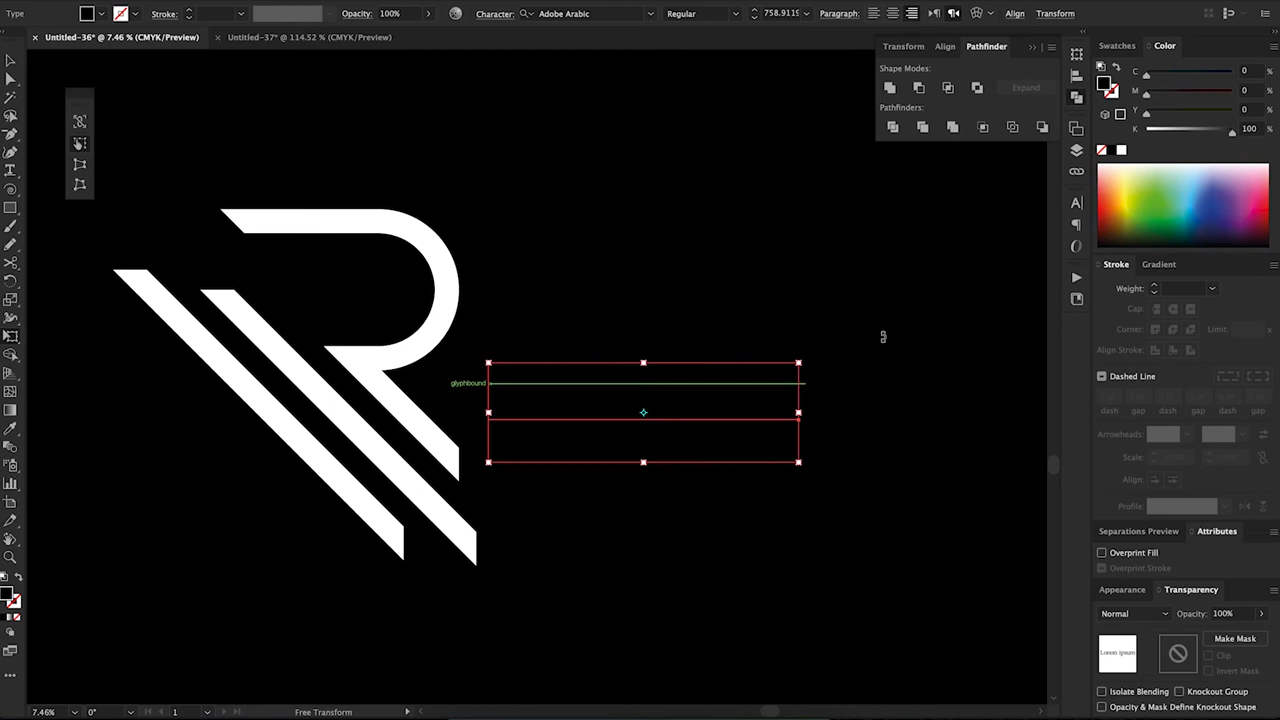 Type Stroke: Opacity: 100% Character: Adobe Arabic Regular 758.9119 Paragraph: Align Transform
× Untitled-36* @ 7.46 % (CMYK/Preview) × Untitled-37* @ 114.52 % (CMYK/Preview)
Transform Align Pathfinder
Shape Modes:
Expand
Pathfinders:
Swatches Color
C 0 %
M 0 %
Y 0 %
K 100 %
R
glyphbound
Stroke Gradient
Weight:
Cap:
Corner: Limit:
Align Stroke:
Dashed Line
dash gap dash gap dash gap
Arrowheads:
Scale:
Align:
Profile:
Separations Preview Attributes
Overprint Fill
Overprint Stroke
Appearance Transparency
Normal Opacity: 100%
Make Mask
Lorem ipsum
Clip
Invert Mask
Isolate Blending Knockout Group
Opacity & Mask Define Knockout Shape
7.46% 0° 1 Free Transform